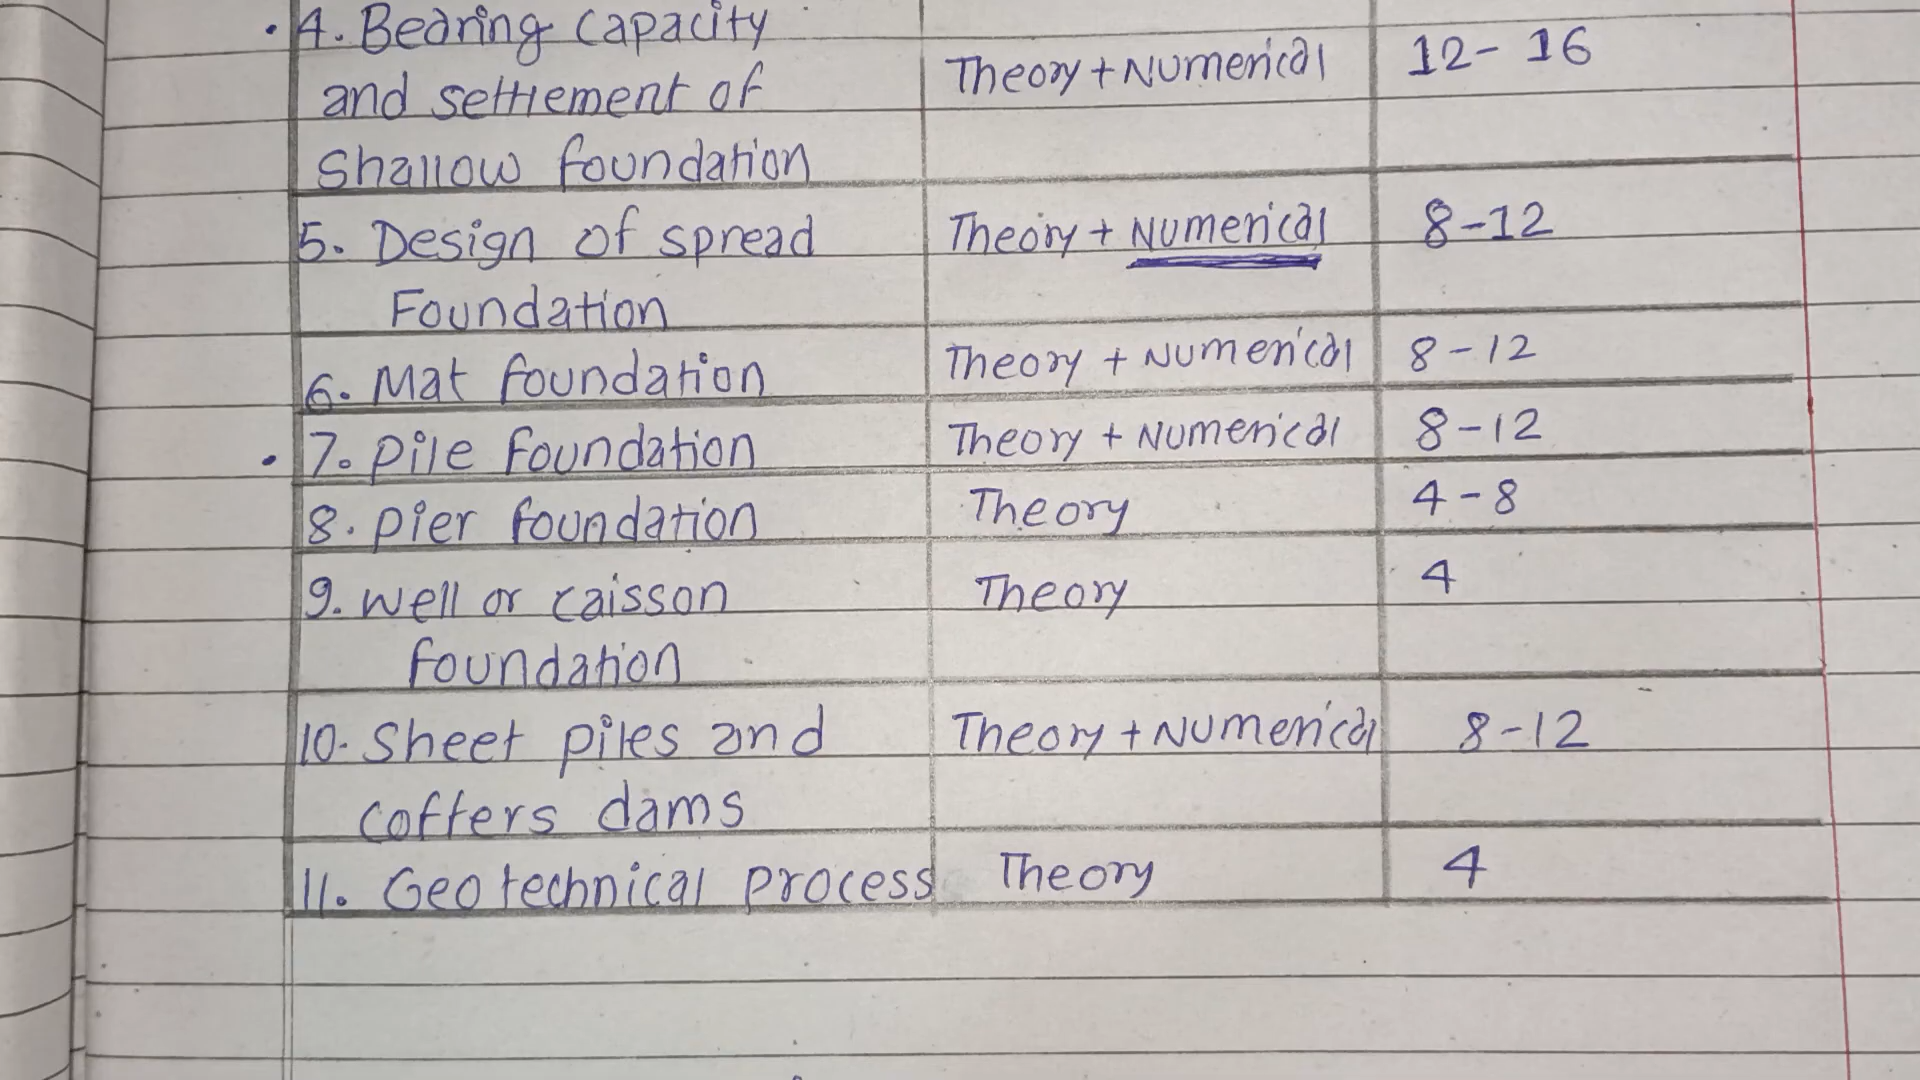 • 4. Bearing capacity
and settlement of Theory + Numerical 12-16
shallow foundation
5. Design of spread Theory + Numerical 8-12
Foundation
6. Mat foundation Theory + Numerical 8-12
• 7. pile foundation Theory + Numerical 8-12
8. pier foundation Theory 4-8
9. well or caisson Theory 4
foundation
10. Sheet piles and Theory + Numerical 8-12
coffers dams
11. Geotechnical process Theory 4